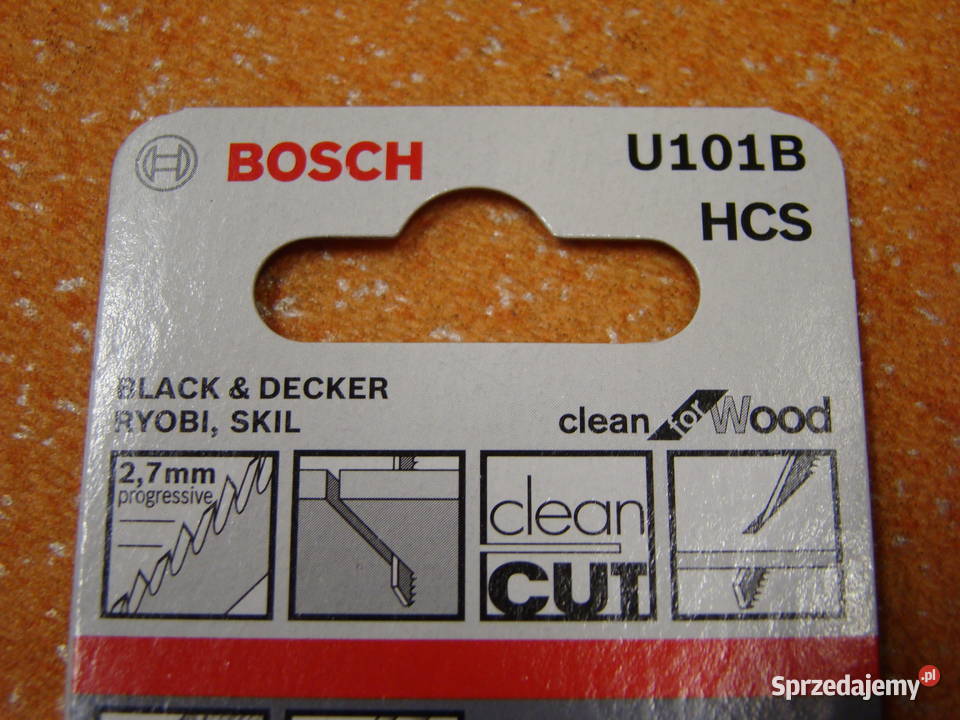 BOSCH
U101B
HCS
BLACK & DECKER
RYOBI, SKIL
clean for Wood
2,7mm
progressive
clean
CUT
Sprzedajemy.pl